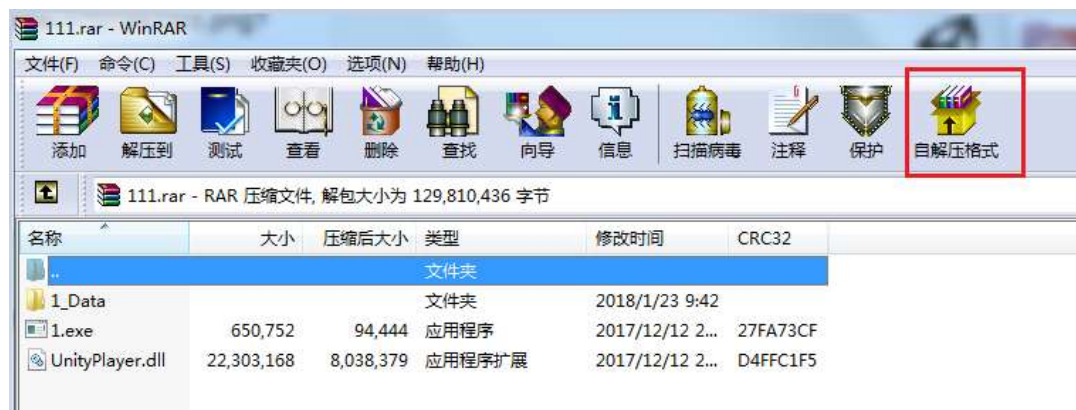 111.rar - WinRAR
文件(F) 命令(C) 工具(S) 收藏夹(O) 选项(N) 帮助(H)
添加 解压到 测试 查看 删除 查找 向导 信息 扫描病毒 注释 保护 自解压格式
111.rar - RAR 压缩文件, 解包大小为 129,810,436 字节
名称 大小 压缩后大小 类型 修改时间 CRC32
.. 文件夹
1_Data 文件夹 2018/1/23 9:42
1.exe 650,752 94,444 应用程序 2017/12/12 2... 27FA73CF
UnityPlayer.dll 22,303,168 8,038,379 应用程序扩展 2017/12/12 2... D4FFC1F5